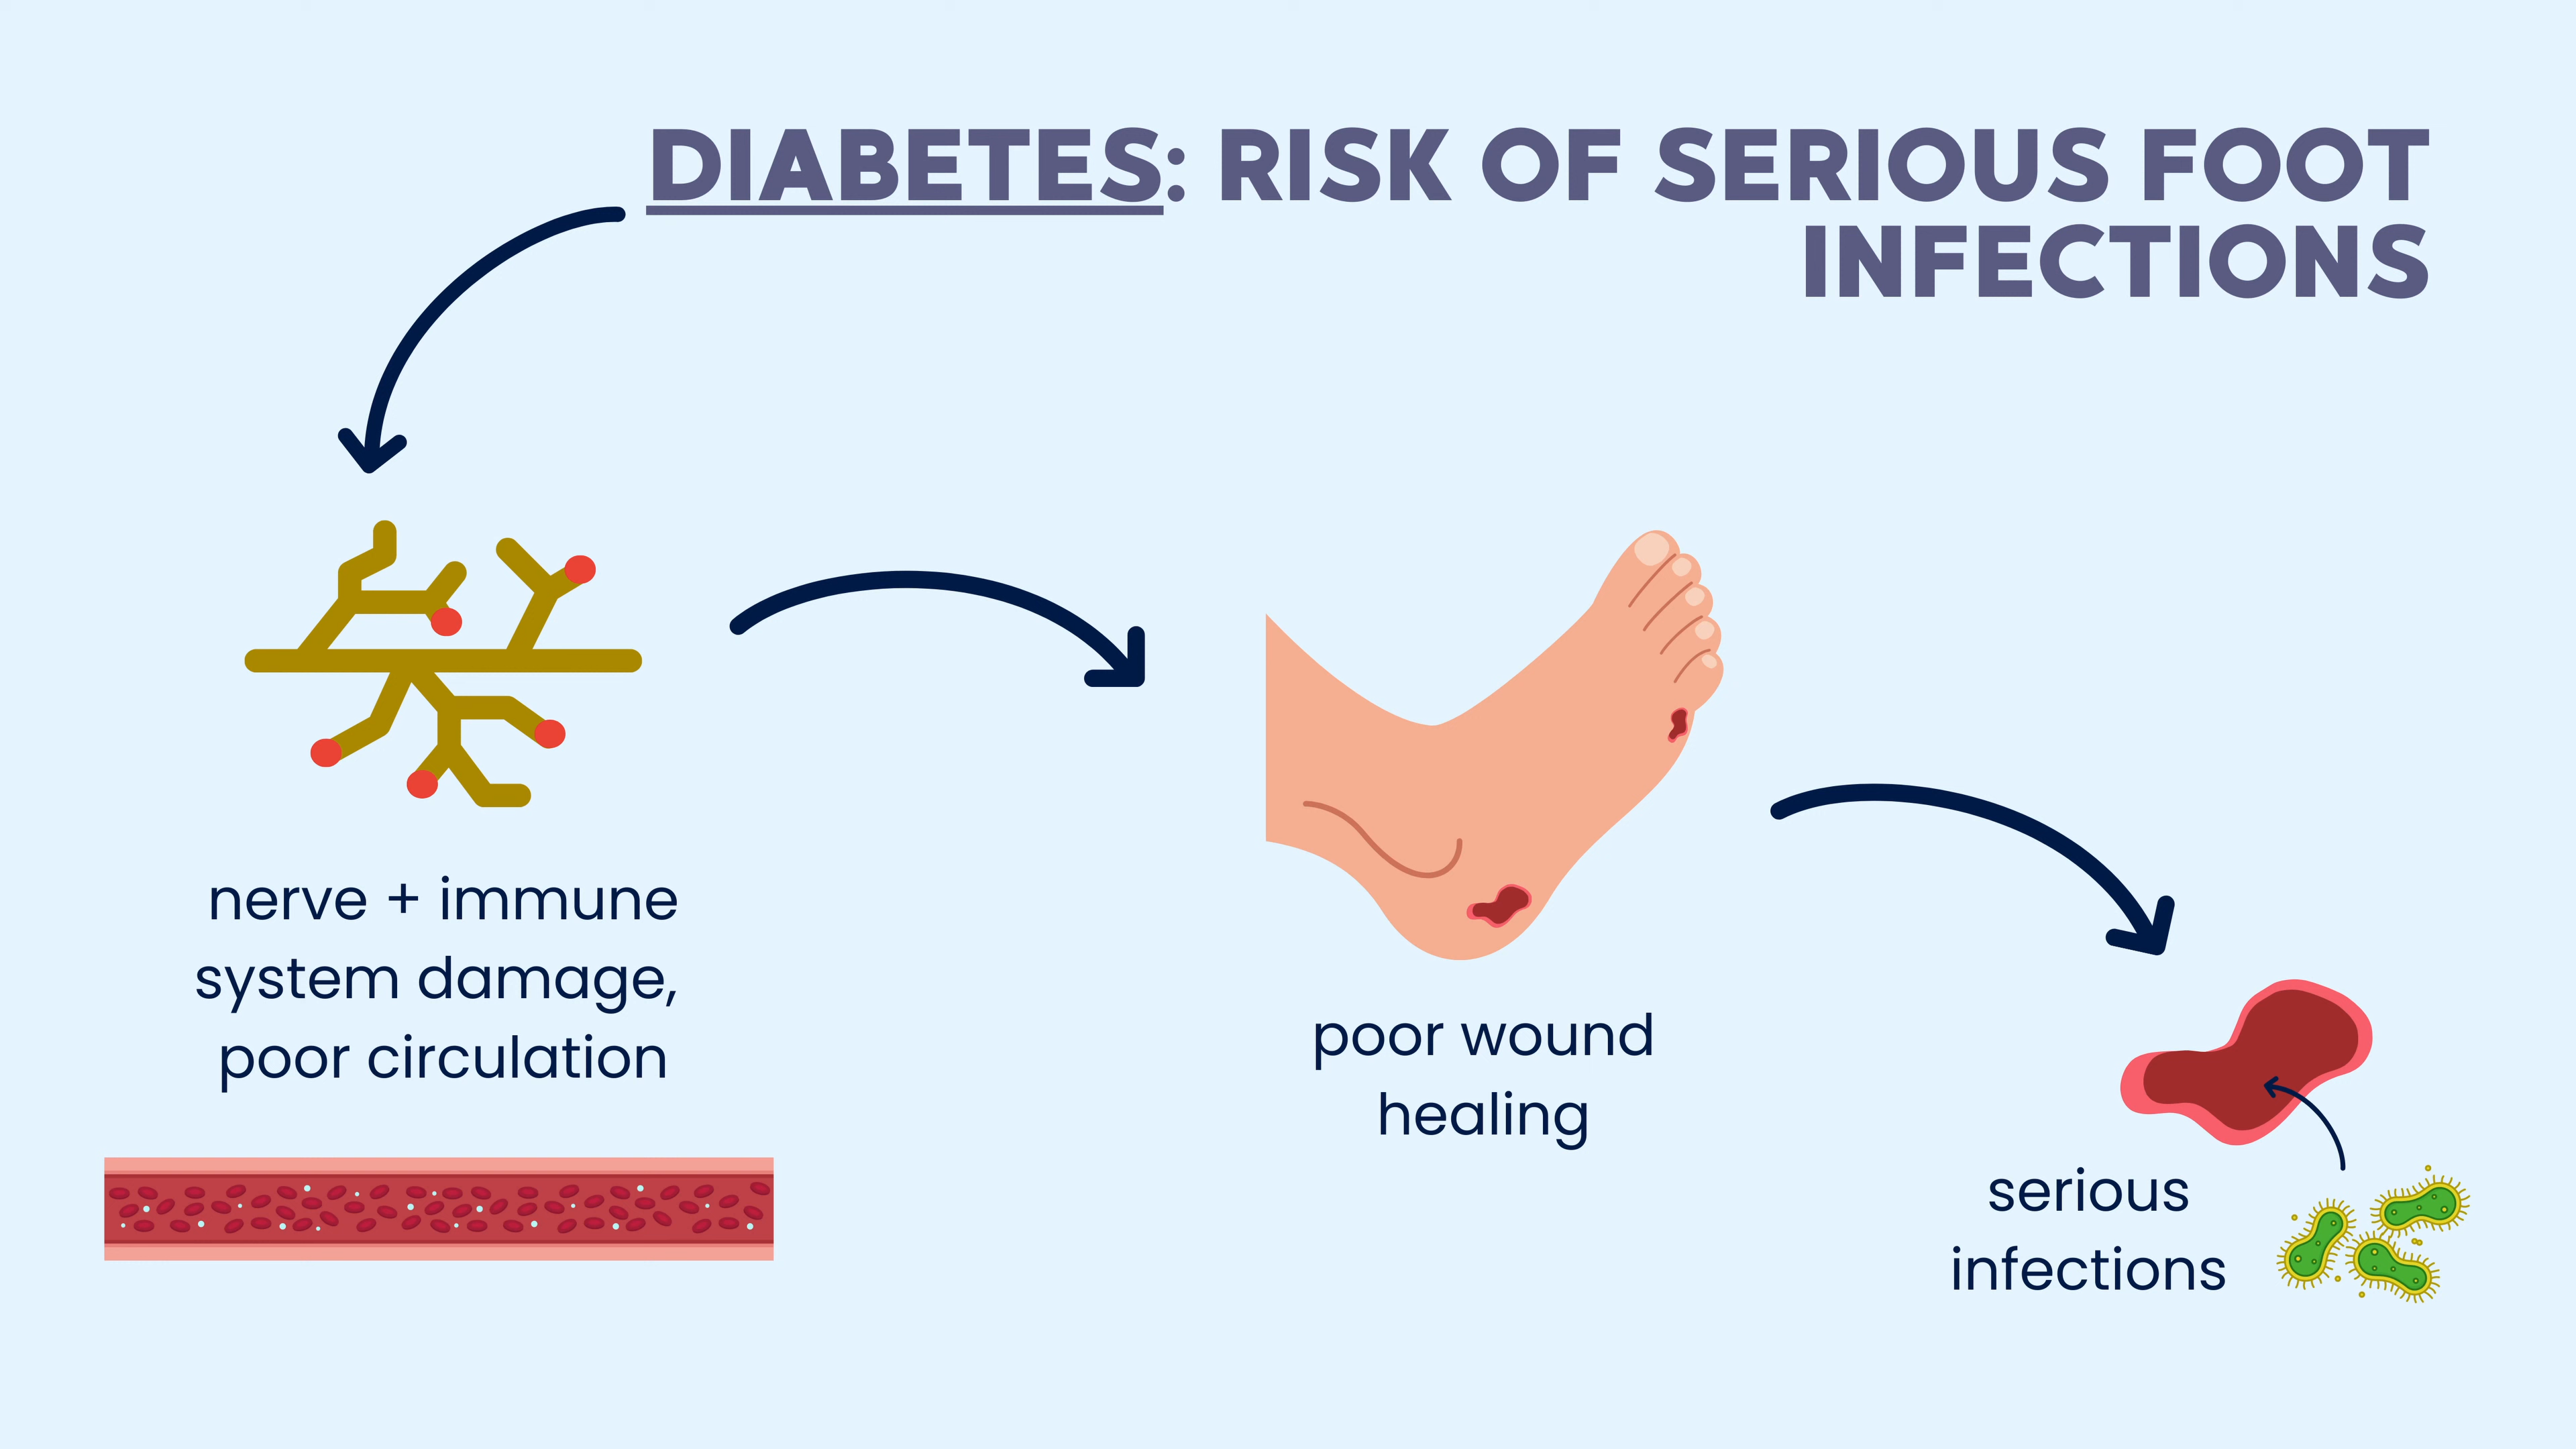 DIABETES: RISK OF SERIOUS FOOT
INFECTIONS
nerve + immune
system damage,
poor circulation
poor wound
healing
serious
infections